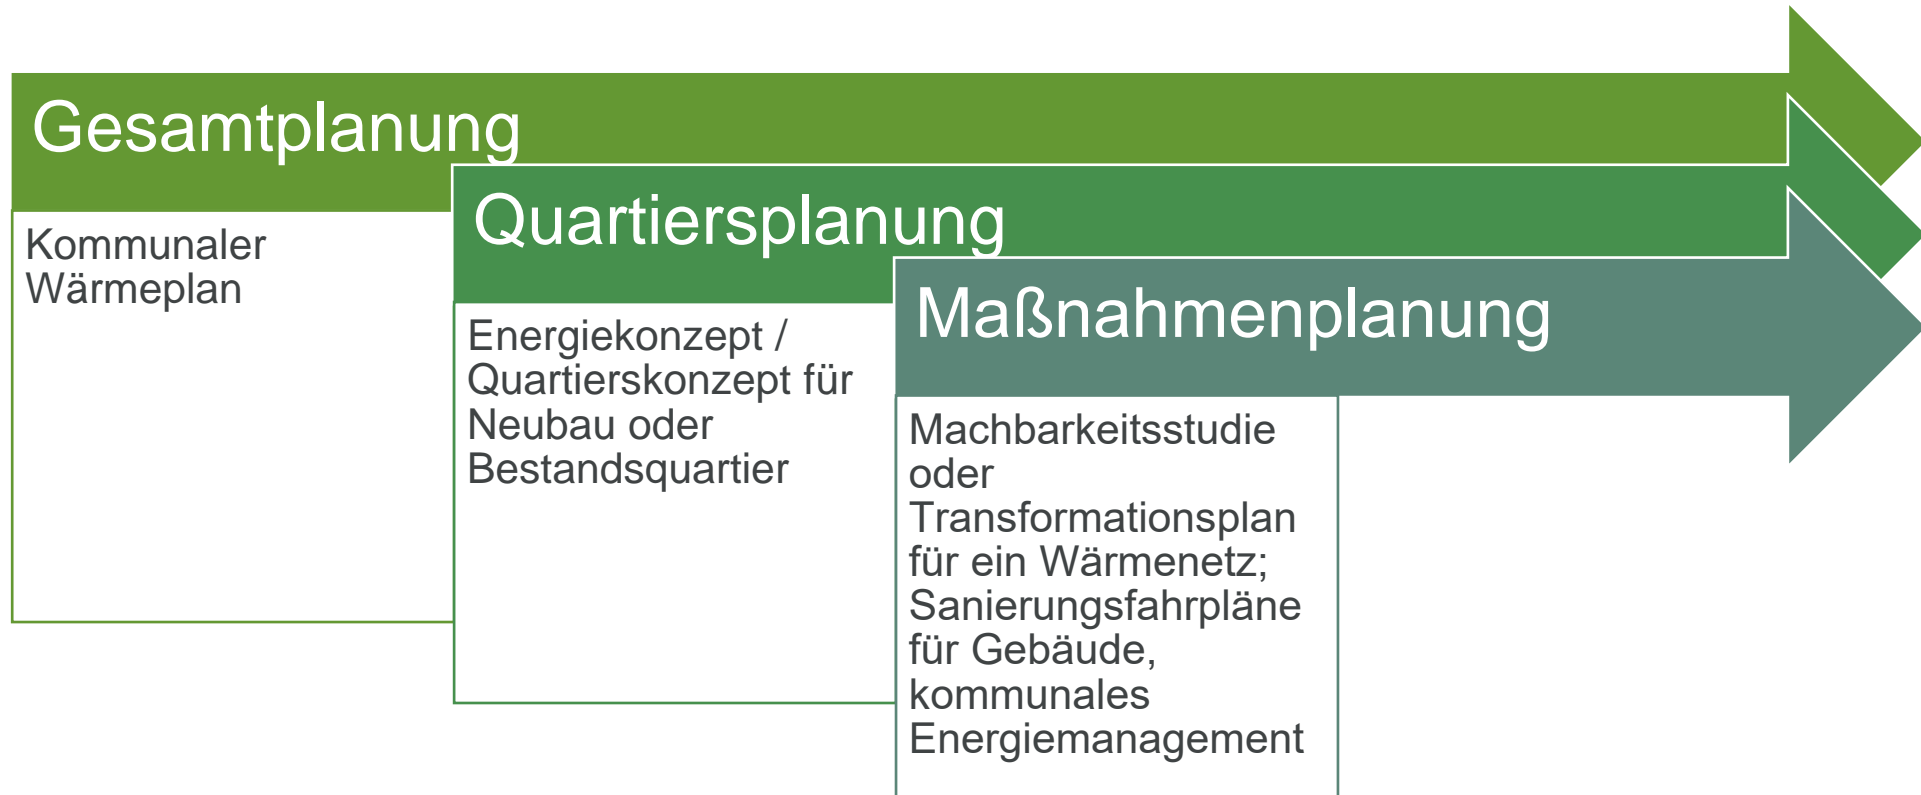 Gesamtplanung
Kommunaler
Wärmeplan
Quartiersplanung
Energiekonzept /
Quartierskonzept für
Neubau oder
Bestandsquartier
Maßnahmenplanung
Machbarkeitsstudie
oder
Transformationsplan
für ein Wärmenetz;
Sanierungsfahrpläne
für Gebäude,
kommunales
Energiemanagement